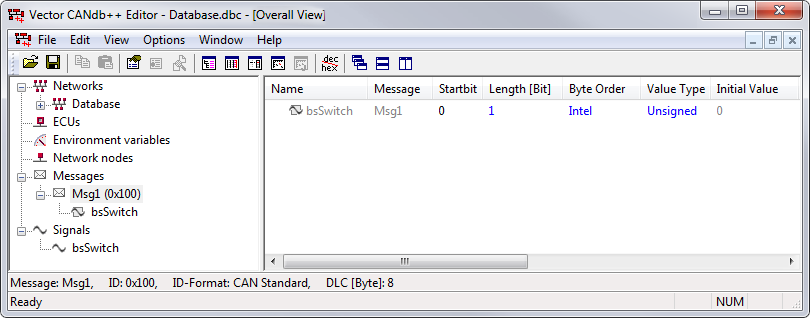 Vector CANdb++ Editor - Database.dbc - [Overall View]
File Edit View Options Window Help
dec
hex
Networks
Database
ECUs
Environment variables
Network nodes
Messages
Msg1 (0x100)
bsSwitch
Signals
bsSwitch
Name Message Startbit Length [Bit] Byte Order Value Type Initial Value
bsSwitch Msg1 0 1 Intel Unsigned 0
Message: Msg1, ID: 0x100, ID-Format: CAN Standard, DLC [Byte]: 8
Ready NUM